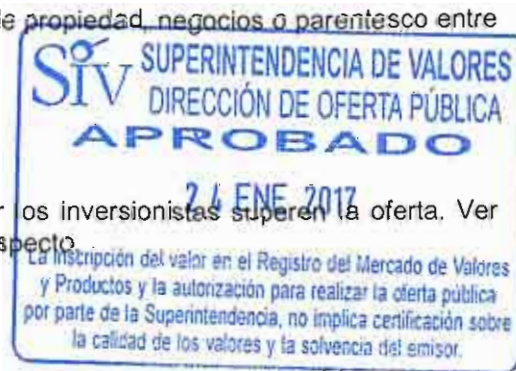 e propiedad, negocios o parentesco entre
SIV SUPERINTENDENCIA DE VALORES
DIRECCIÓN DE OFERTA PÚBLICA
APROBADO
24 ENE 2017
los inversionistas superen la oferta. Ver
specto
La inscripción del valor en el Registro del Mercado de Valores
y Productos y la autorización para realizar la oferta pública
por parte de la Superintendencia, no implica certificación sobre
la calidad de los valores y la solvencia del emisor.